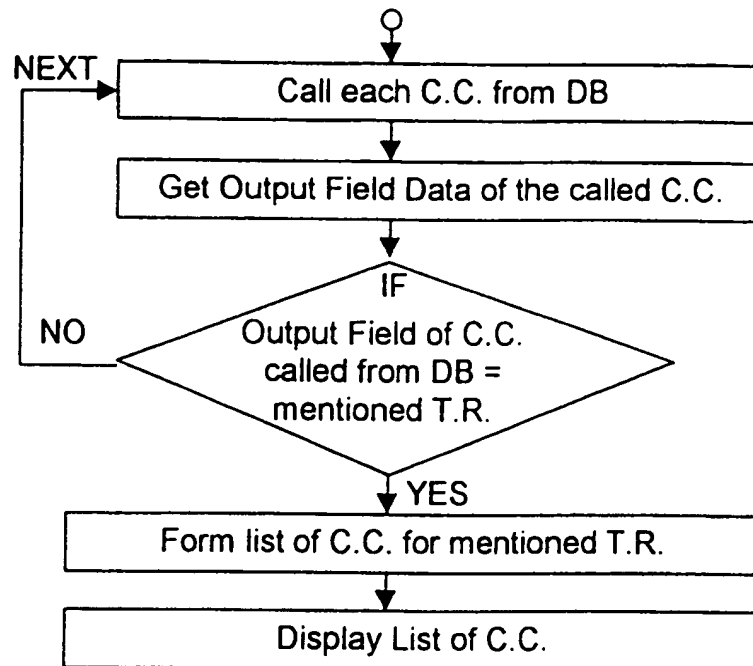 NEXT
Call each C.C. from DB
Get Output Field Data of the called C.C.
IF
NO
Output Field of C.C.
called from DB =
mentioned T.R.
YES
Form list of C.C. for mentioned T.R.
Display List of C.C.